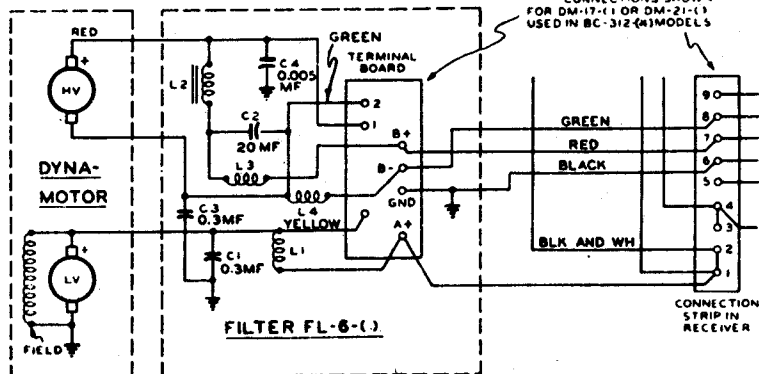 FOR DM-17-( ) OR DM-21-( )
USED IN BC-312-(N) MODELS
RED
GREEN
TERMINAL
BOARD
C4
0.005
MF
L2
HV
C2
20 MF
2
1
B+
B-
GND
A+
L3
L4
DYNA-
MOTOR
C3
0.3MF
YELLOW
L1
C1
0.3MF
LV
FIELD
FILTER FL-6-( )
GREEN
RED
BLACK
BLK AND WH
9
8
7
6
5
4
3
2
1
CONNECTION
STRIP IN
RECEIVER